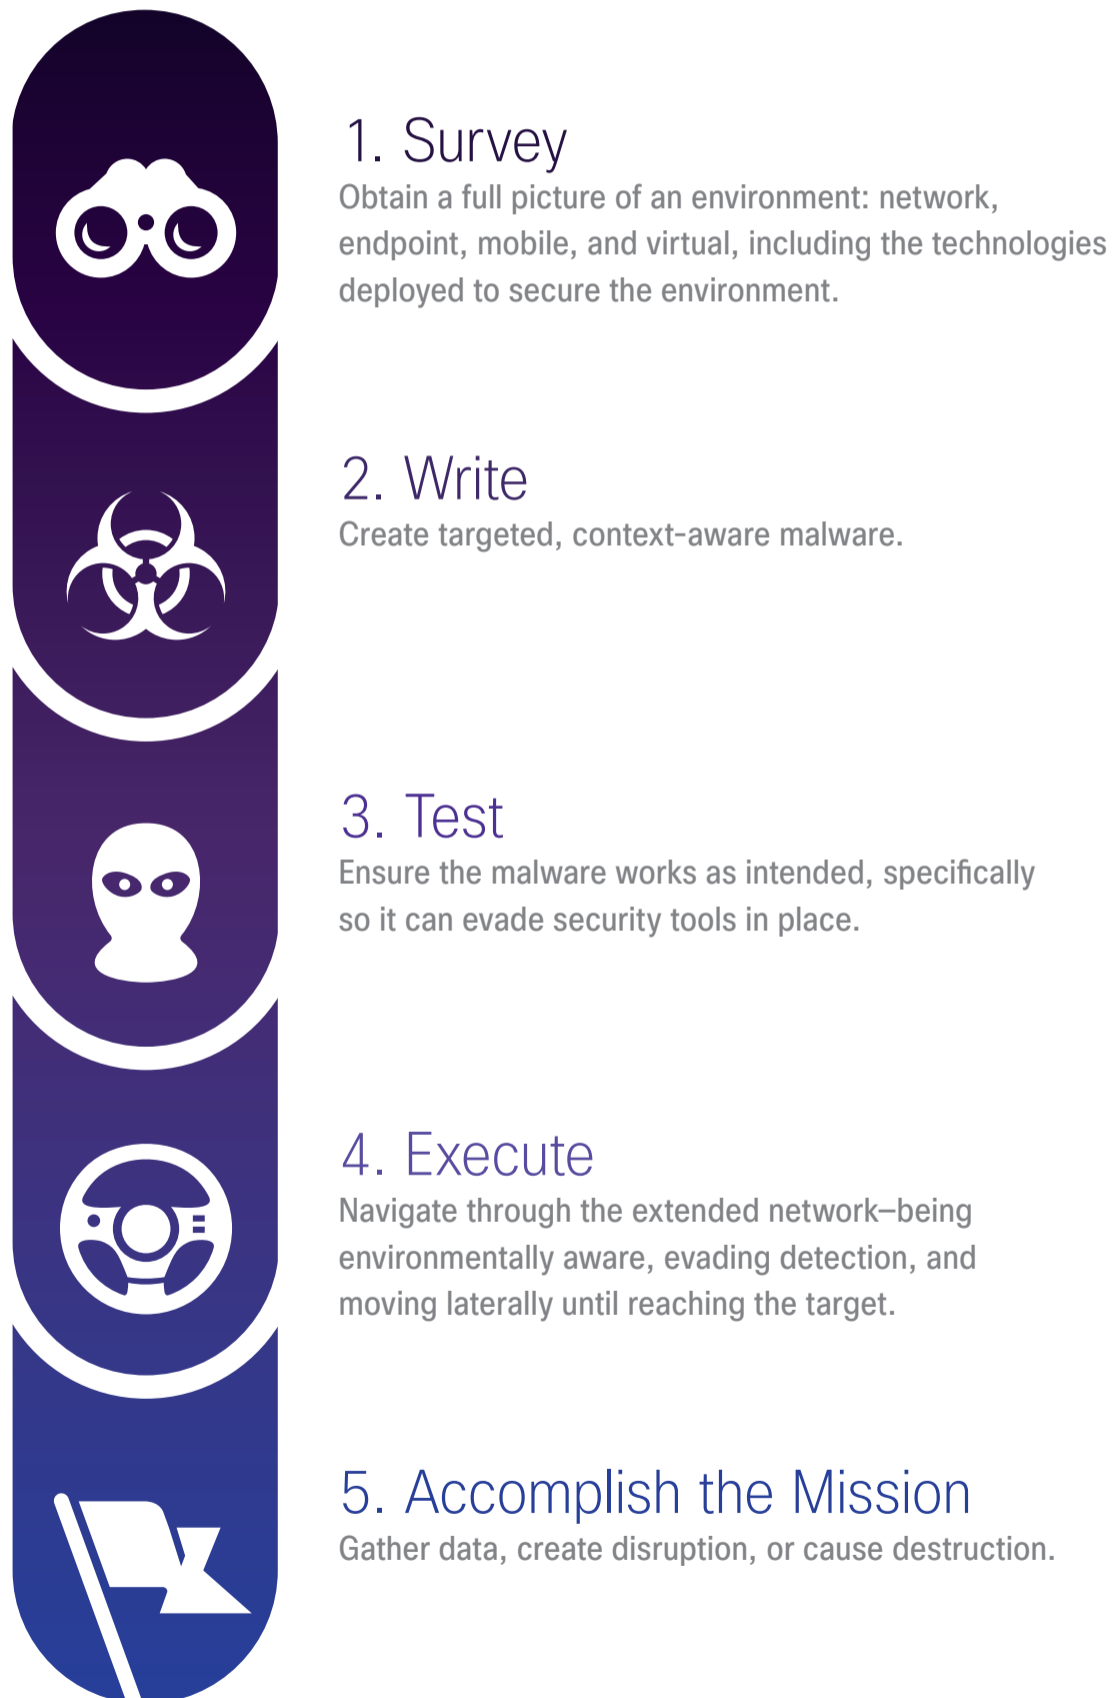 1. Survey
Obtain a full picture of an environment: network,
endpoint, mobile, and virtual, including the technologies
deployed to secure the environment.
2. Write
Create targeted, context-aware malware.
3. Test
Ensure the malware works as intended, specifically
so it can evade security tools in place.
4. Execute
Navigate through the extended network—being
environmentally aware, evading detection, and
moving laterally until reaching the target.
5. Accomplish the Mission
Gather data, create disruption, or cause destruction.